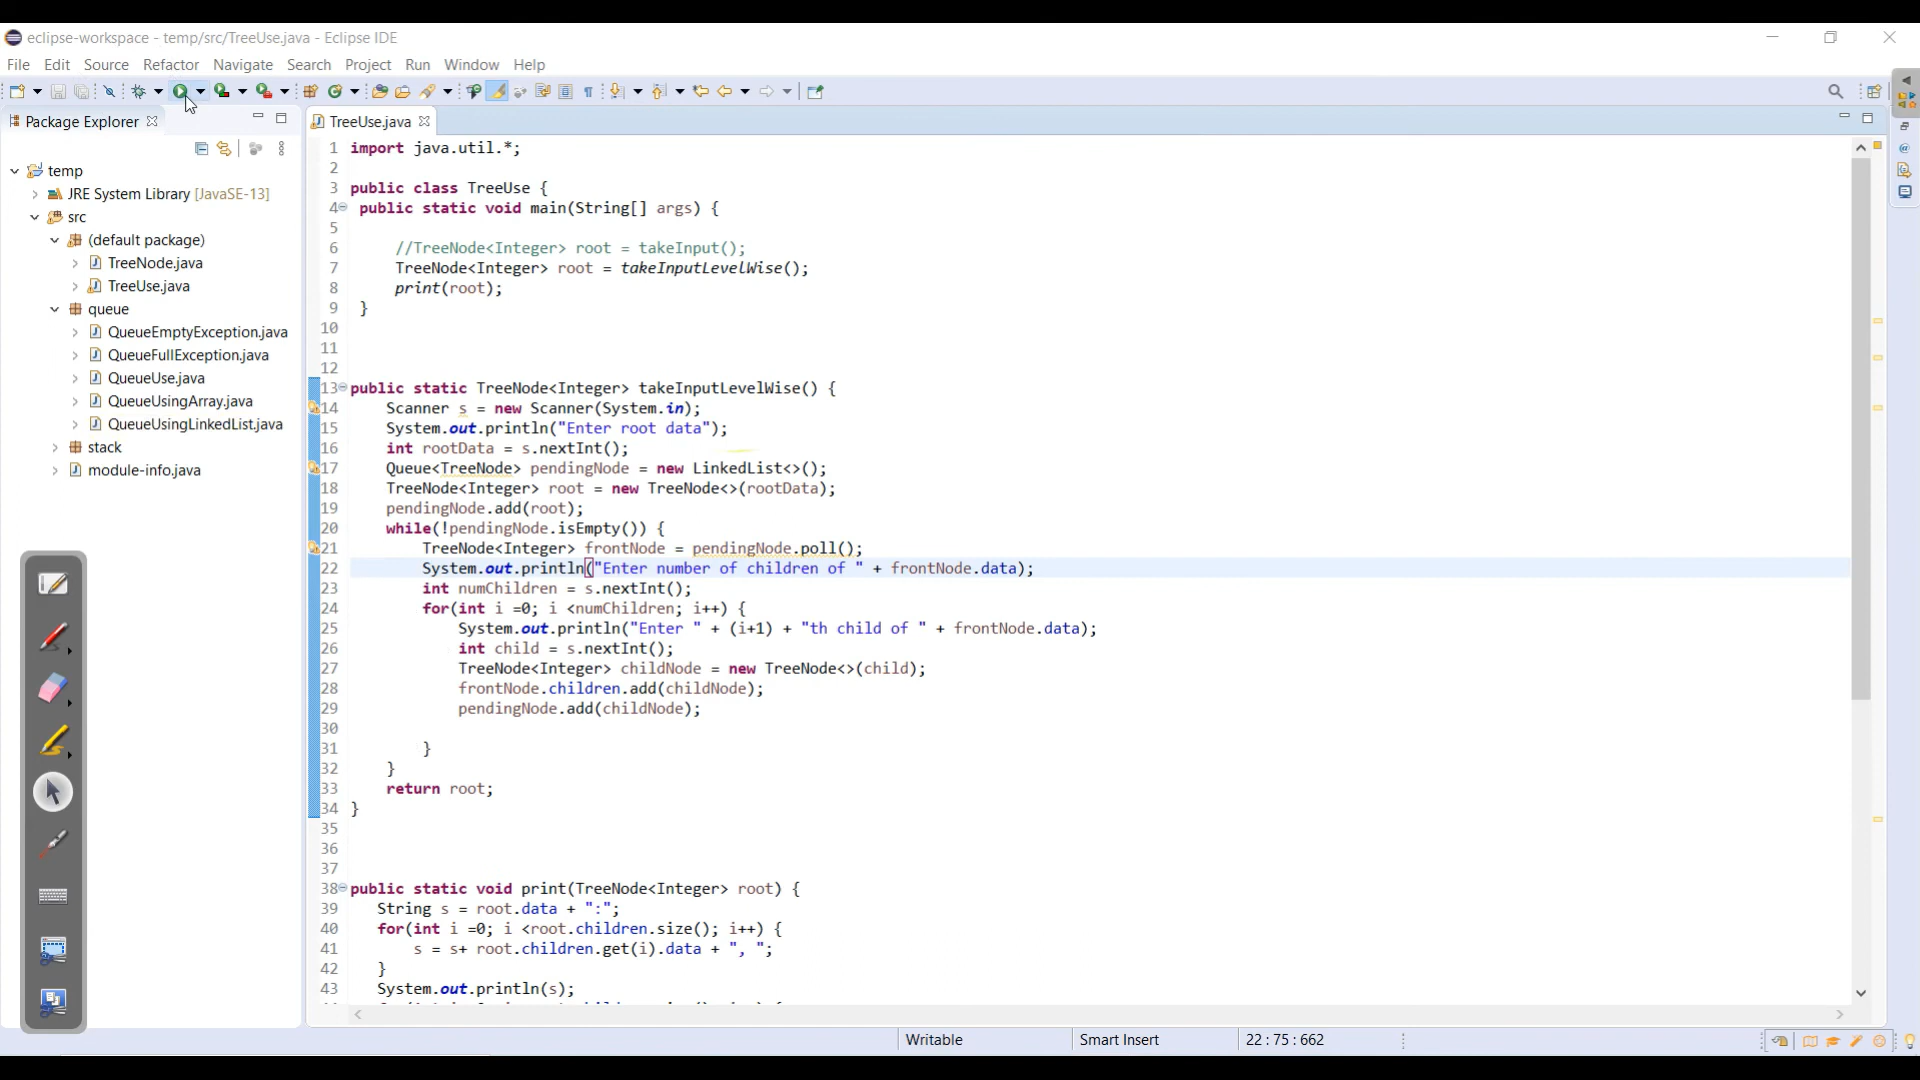 eclipse-workspace - temp/src/TreeUse.java - Eclipse IDE
File Edit Source Refactor Navigate Search Project Run Window Help
Package Explorer
TreeUse.java
temp
JRE System Library [JavaSE-13]
src
(default package)
TreeNode.java
TreeUse.java
queue
QueueEmptyException.java
QueueFullException.java
QueueUse.java
QueueUsingArray.java
QueueUsingLinkedList.java
stack
module-info.java
1 import java.util.*;
2
3 public class TreeUse {
4 public static void main(String[] args) {
5
6 //TreeNode<Integer> root = takeInput();
7 TreeNode<Integer> root = takeInputLevelWise();
8 print(root);
9 }
10
11
12
13 public static TreeNode<Integer> takeInputLevelWise() {
14 Scanner s = new Scanner(System.in);
15 System.out.println("Enter root data");
16 int rootData = s.nextInt();
17 Queue<TreeNode> pendingNode = new LinkedList<>();
18 TreeNode<Integer> root = new TreeNode<>(rootData);
19 pendingNode.add(root);
20 while(!pendingNode.isEmpty()) {
21 TreeNode<Integer> frontNode = pendingNode.poll();
22 System.out.println("Enter number of children of " + frontNode.data);
23 int numChildren = s.nextInt();
24 for(int i =0; i <numChildren; i++) {
25 System.out.println("Enter " + (i+1) + "th child of " + frontNode.data);
26 int child = s.nextInt();
27 TreeNode<Integer> childNode = new TreeNode<>(child);
28 frontNode.children.add(childNode);
29 pendingNode.add(childNode);
30
31 }
32 }
33 return root;
34 }
35
36
37
38 public static void print(TreeNode<Integer> root) {
39 String s = root.data + ":";
40 for(int i =0; i <root.children.size(); i++) {
41 s = s+ root.children.get(i).data + ", ";
42 }
43 System.out.println(s);
Writable Smart Insert 22 : 75 : 662